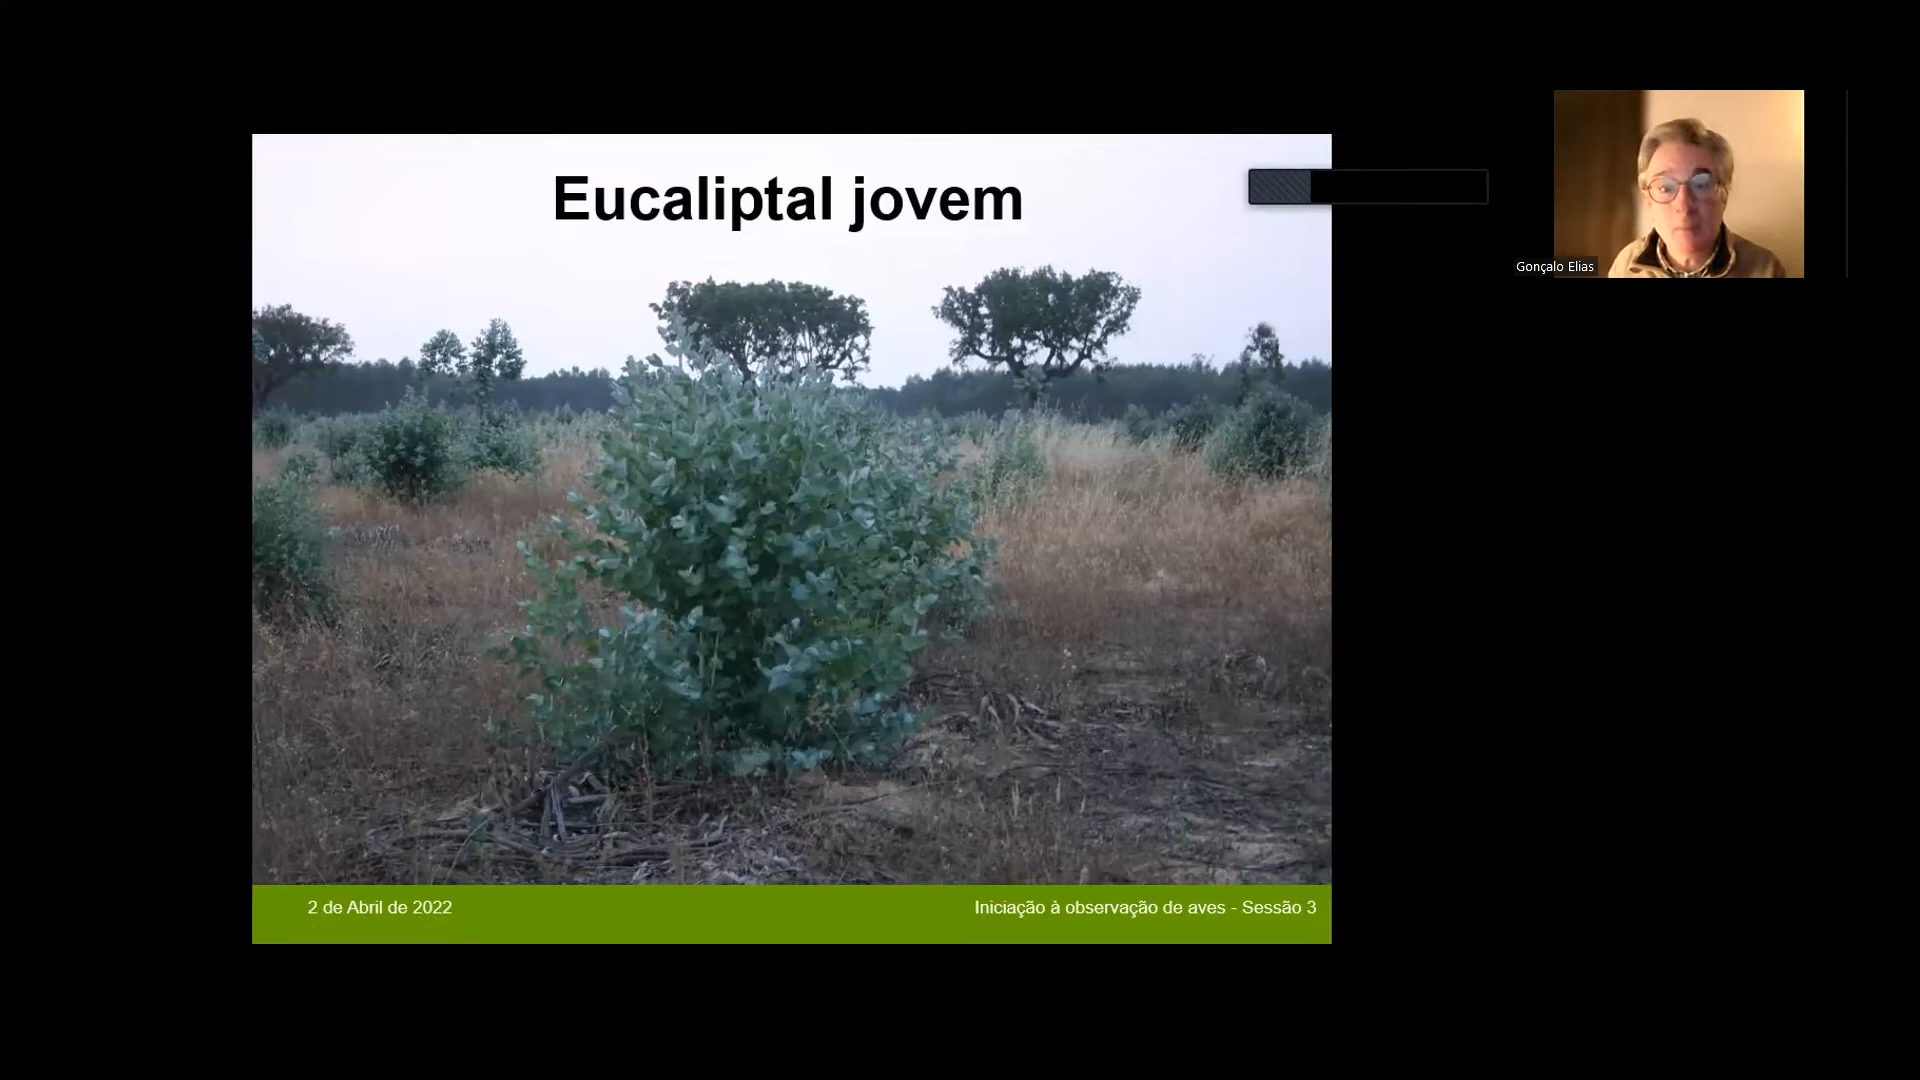 Eucaliptal jovem
Gonçalo Elias
2 de Abril de 2022
Iniciação à observação de aves - Sessão 3